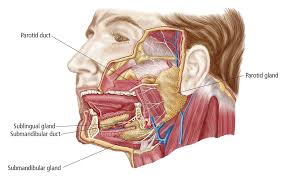 Parotid duct
Parotid gland
Sublingual gland
Submandibular duct
Submandibular gland